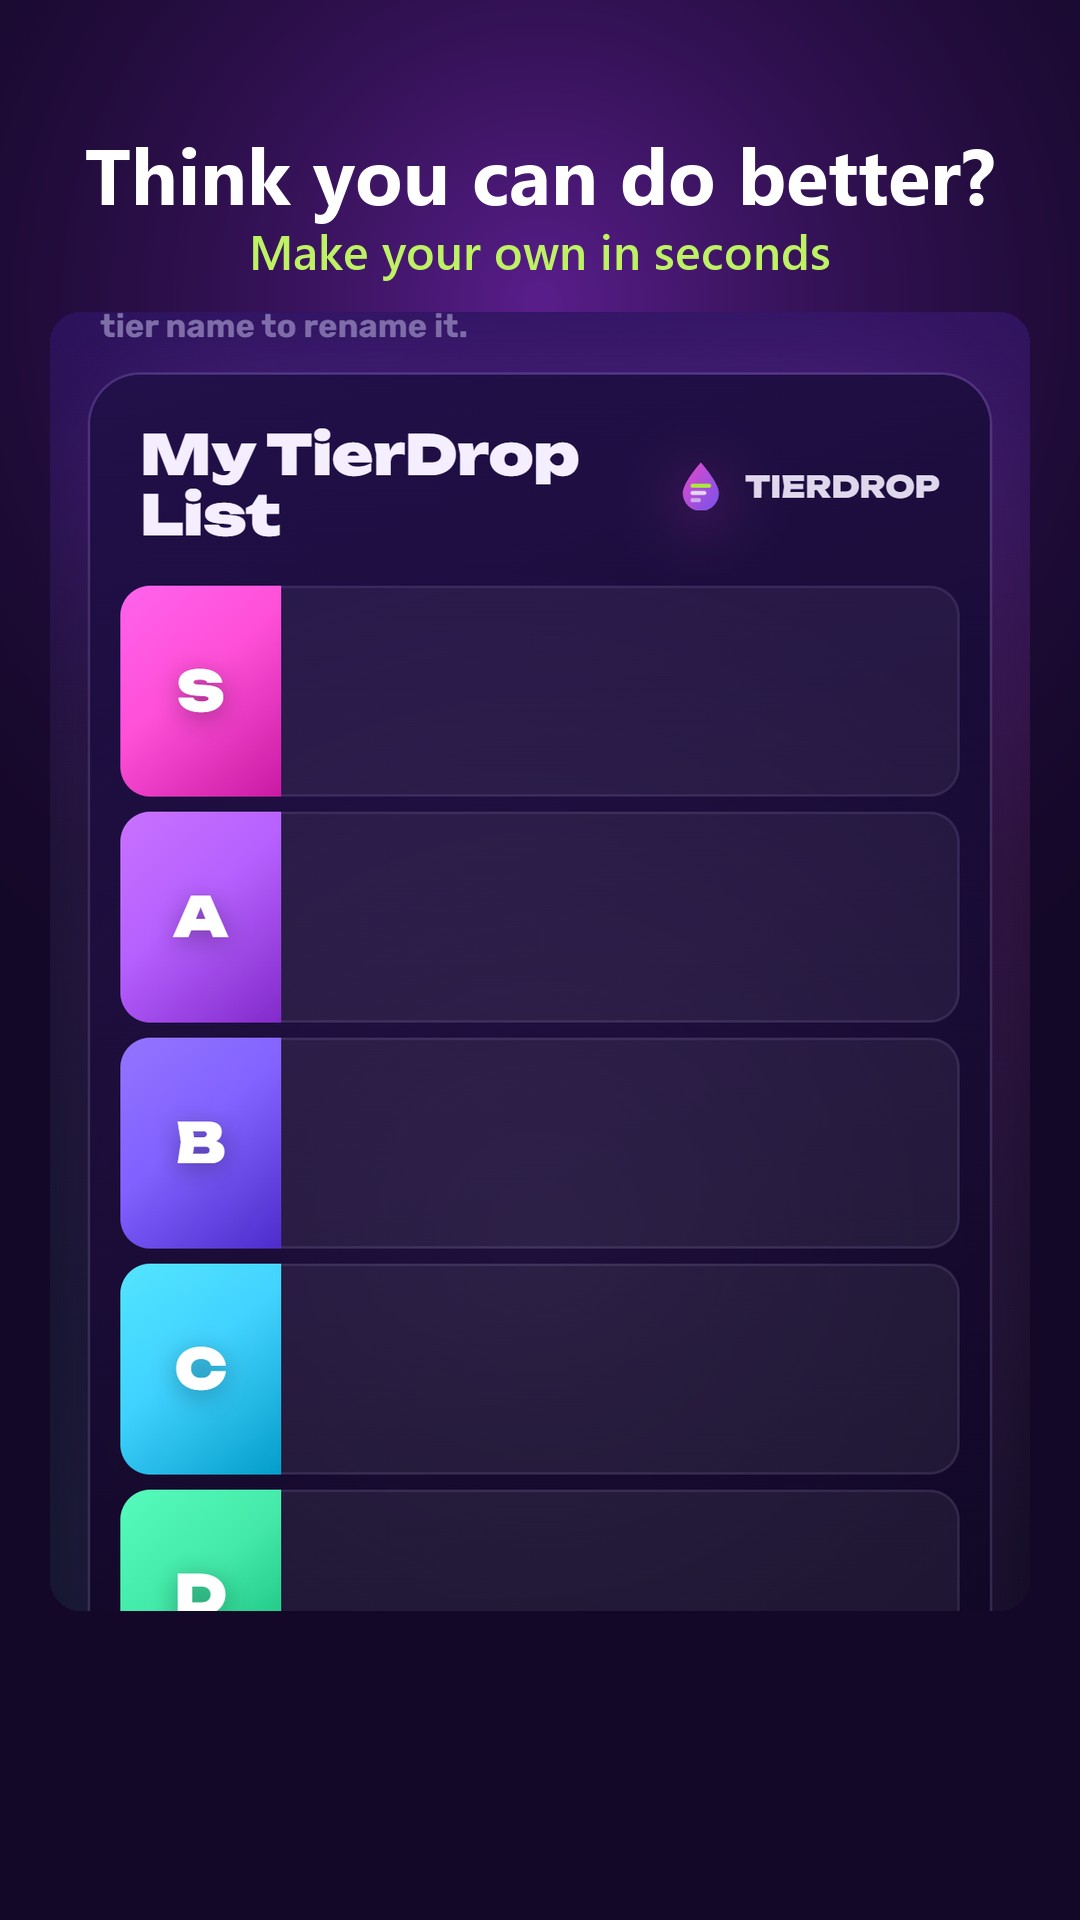 Think you can do better?
Make your own in seconds
tier name to rename it.
My TierDrop
List
TIERDROP
S
A
B
C
D